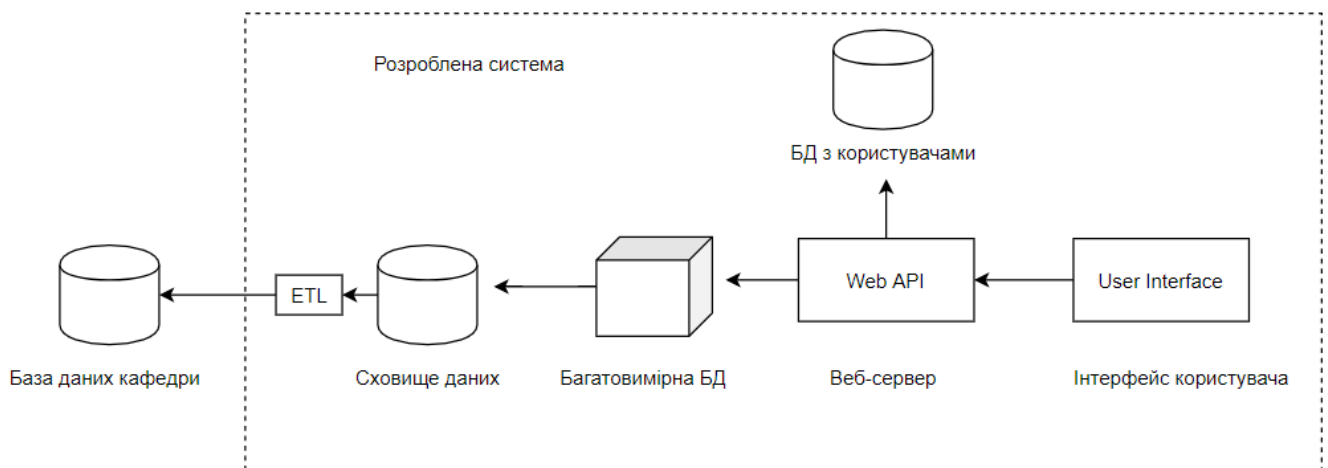 Розроблена система
БД з користувачами
ETL
Web API
User Interface
База даних кафедри
Сховище даних
Багатовимірна БД
Веб-сервер
Інтерфейс користувача